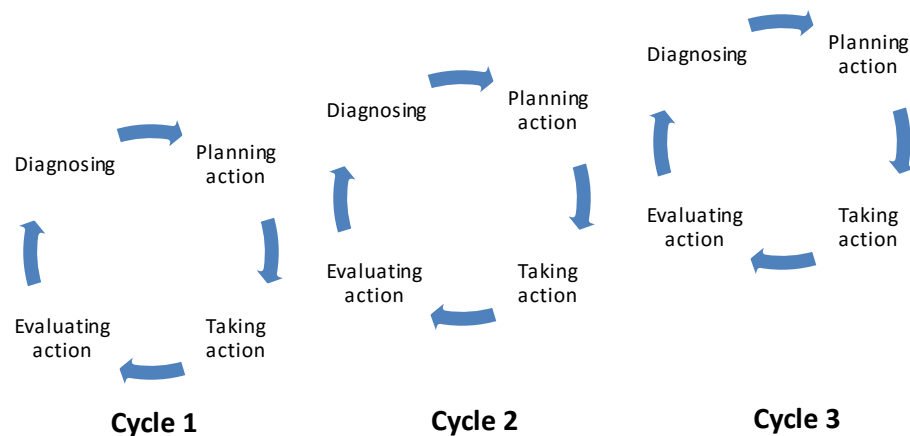 Diagnosing
Planning
action
Taking
action
Evaluating
action
Cycle 1
Diagnosing
Planning
action
Taking
action
Evaluating
action
Cycle 2
Diagnosing
Planning
action
Taking
action
Evaluating
action
Cycle 3